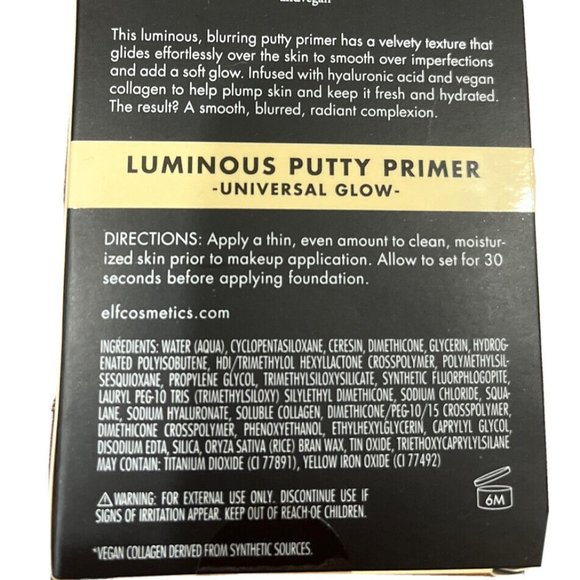 This luminous, blurring putty primer has a velvety texture that
glides effortlessly over the skin to smooth over imperfections
and add a soft glow. Infused with hyaluronic acid and vegan
collagen to help plump skin and keep it fresh and hydrated.
The result? A smooth, blurred, radiant complexion.
LUMINOUS PUTTY PRIMER
-UNIVERSAL GLOW-
DIRECTIONS: Apply a thin, even amount to clean, moistur-
ized skin prior to makeup application. Allow to set for 30
seconds before applying foundation.
elfcosmetics.com
INGREDIENTS: WATER (AQUA), CYCLOPENTASILOXANE, CERESIN, DIMETHICONE, GLYCERIN, HYDROG-
ENATED POLYISOBUTENE, HDI/TRIMETHYLOL HEXYLLACTONE CROSSPOLYMER, POLYMETHYLSIL-
SESQUIOXANE, PROPYLENE GLYCOL, TRIMETHYLSILOXYSILICATE, SYNTHETIC FLUORPHLOGOPITE,
LAURYL PEG-10 TRIS (TRIMETHYLSILOXY) SILYLETHYL DIMETHICONE, SODIUM CHLORIDE, SQUA-
LANE, SODIUM HYALURONATE, SOLUBLE COLLAGEN, DIMETHICONE/PEG-10/15 CROSSPOLYMER,
DIMETHICONE CROSSPOLYMER, PHENOXYETHANOL, ETHYLHEXYLGLYCERIN, CAPRYLYL GLYCOL,
DISODIUM EDTA, SILICA, ORYZA SATIVA (RICE) BRAN WAX, TIN OXIDE, TRIETHOXYCAPRYLYLSILANE
MAY CONTAIN: TITANIUM DIOXIDE (CI 77891), YELLOW IRON OXIDE (CI 77492)
6M
⚠WARNING: FOR EXTERNAL USE ONLY. DISCONTINUE USE IF
SIGNS OF IRRITATION APPEAR. KEEP OUT OF REACH OF CHILDREN.
*VEGAN COLLAGEN DERIVED FROM SYNTHETIC SOURCES.